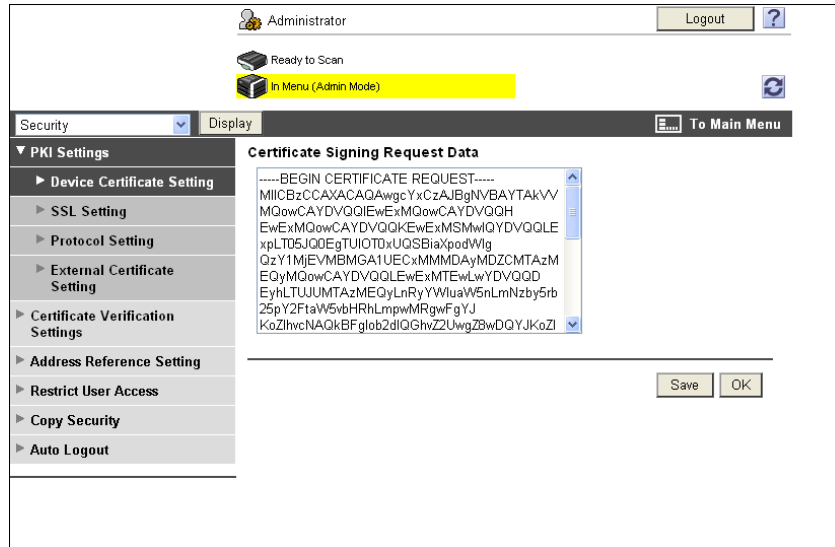 Administrator
Logout
?
Ready to Scan
In Menu (Admin Mode)
Security
Display
To Main Menu
PKI Settings
Device Certificate Setting
SSL Setting
Protocol Setting
External Certificate
Setting
Certificate Verification
Settings
Address Reference Setting
Restrict User Access
Copy Security
Auto Logout
Certificate Signing Request Data
-----BEGIN CERTIFICATE REQUEST-----
MIICBzCCAXACAQAwgcYxCzAJBgNVBAYTAkVV
MQowCAYDVQQIEwExMQowCAYDVQQH
EwExMQowCAYDVQQKEwExMSMwIQYDVQQLE
xpLT05JQ0EgTUlOT0xUQSBiaXpodWIg
QzY1MjEVMBMGA1UECxMMMDAyMDZCMTAzM
EQyMQowCAYDVQQLEwExMTEwLwYDVQQD
EyhLTUJUMTAzMEQyLnRyYWluaW5nLmNzby5rb
25pY2FtaW5vbHRhLmpwMRgwFgYJ
KoZIhvcNAQkBFglob2dlQGhvZ2UwgZ8wDQYJKoZI
Save
OK